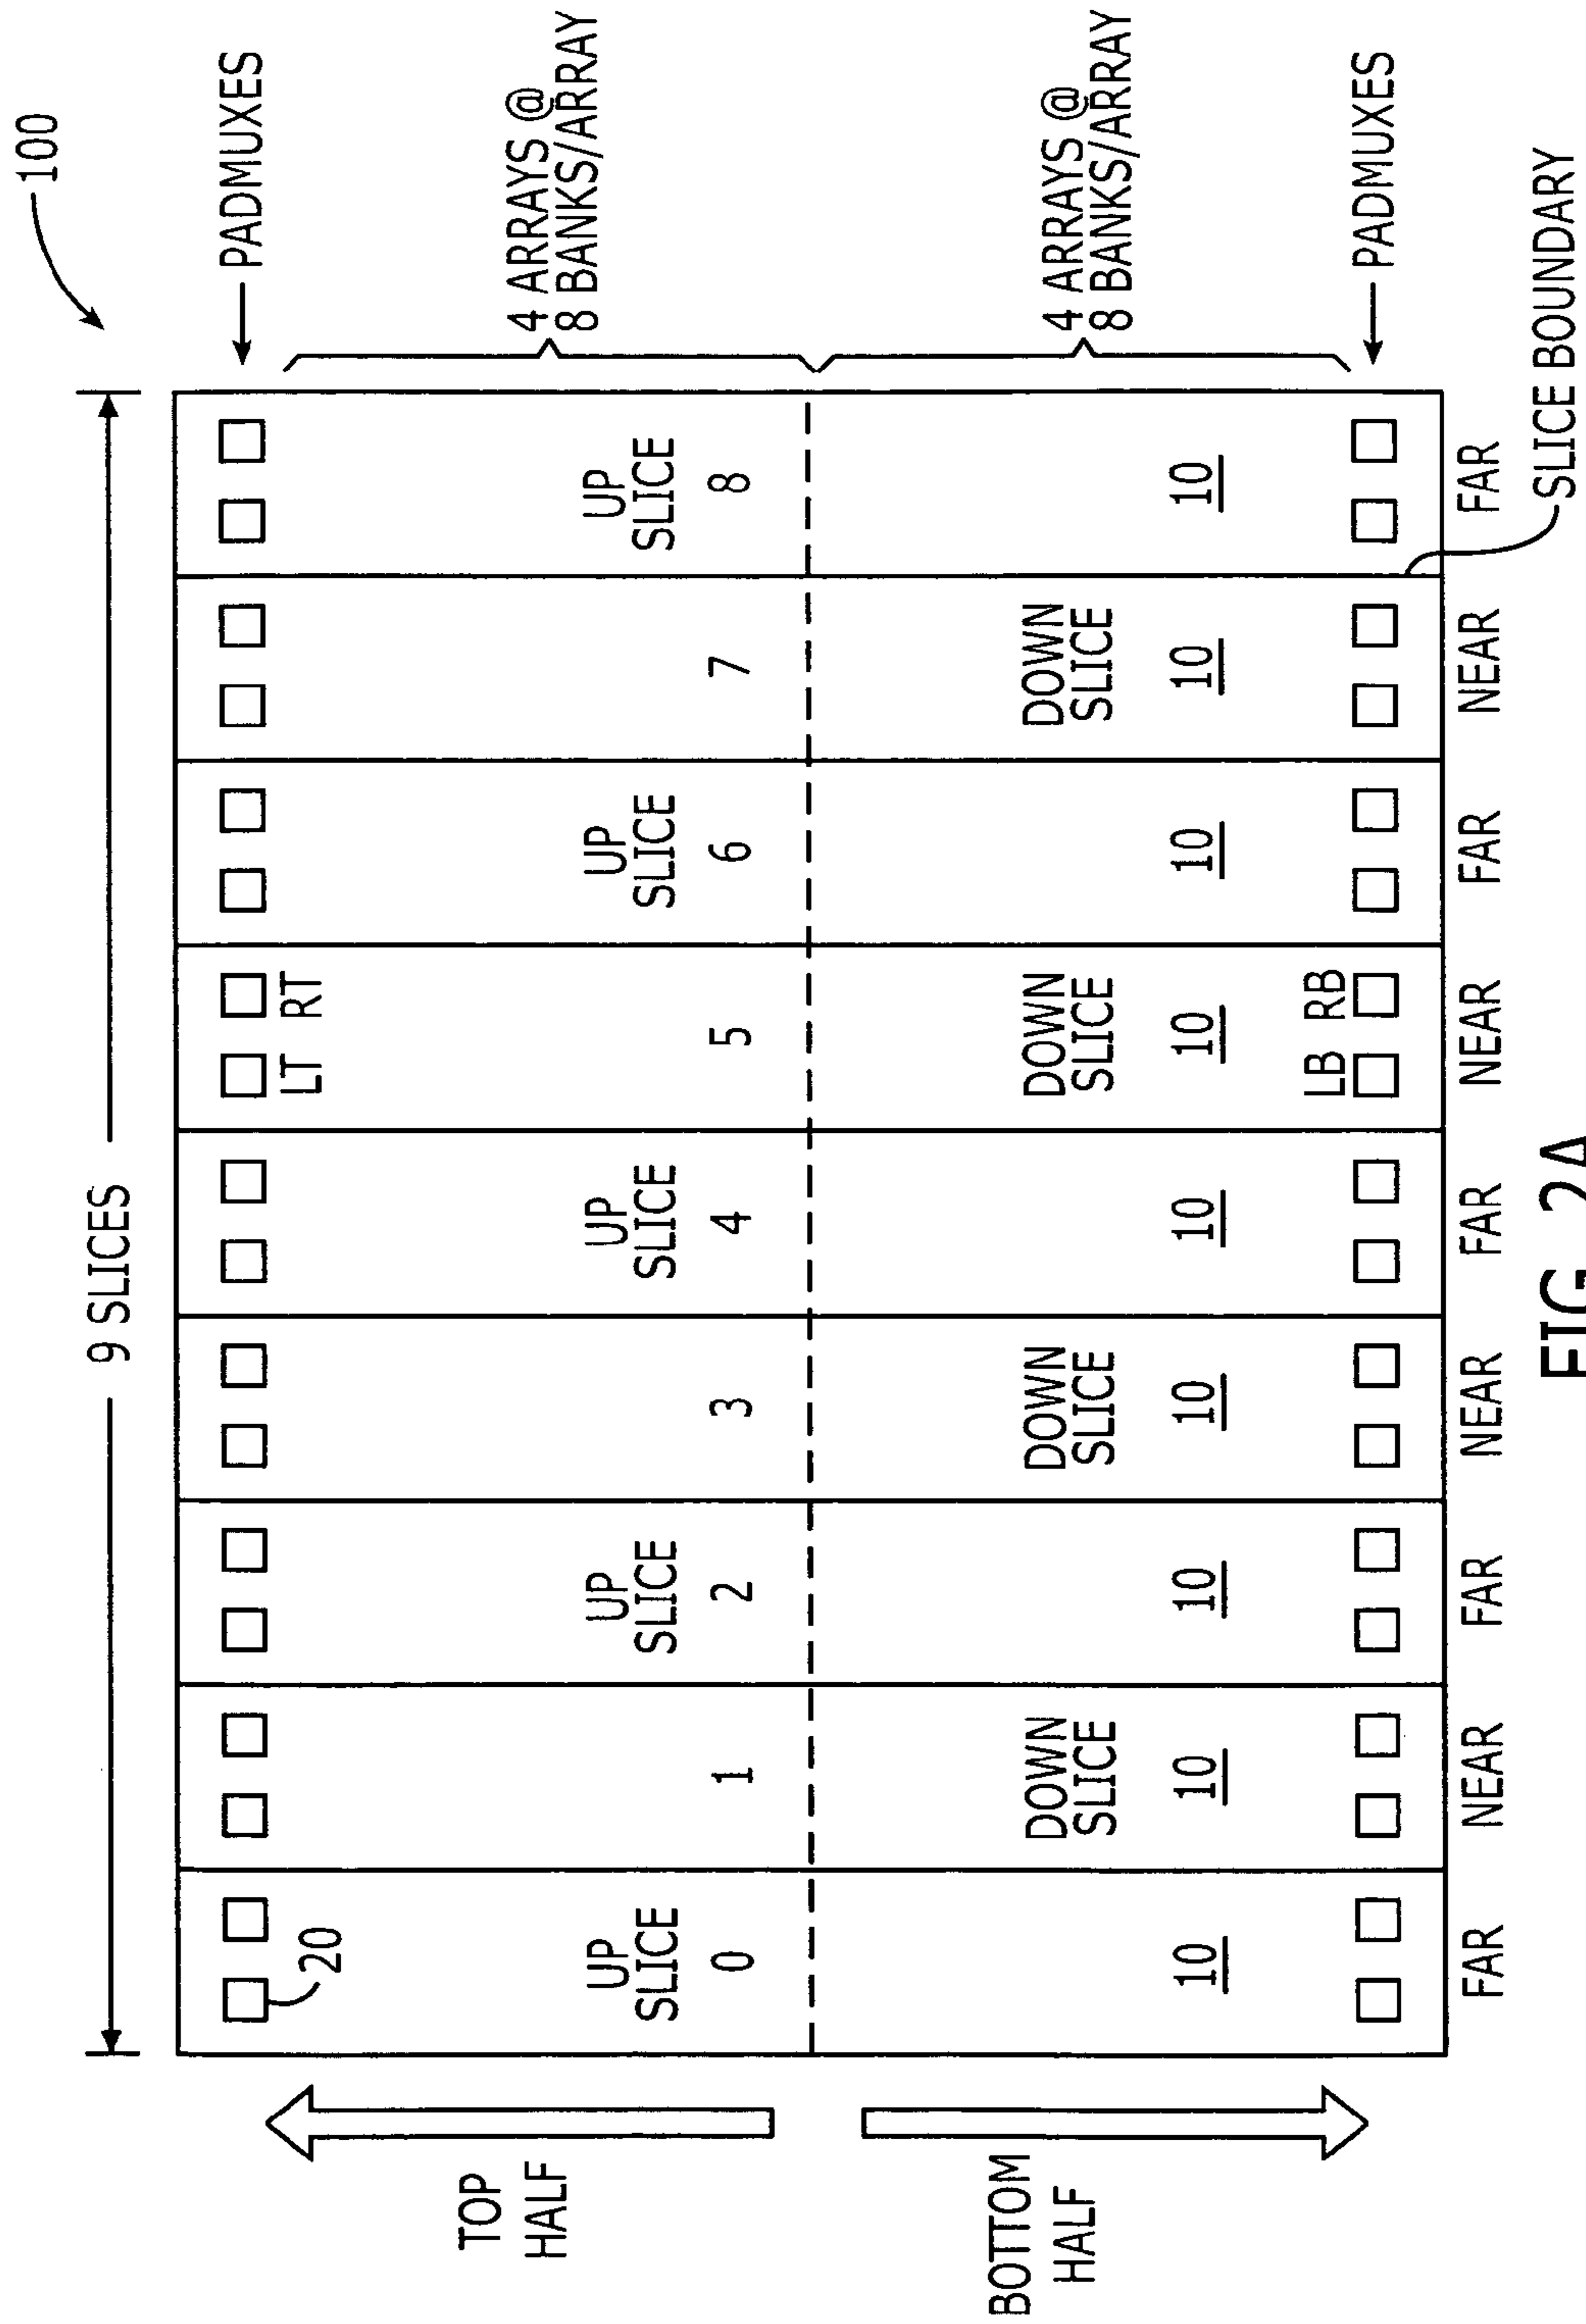 100
9 SLICES
PADMUXES
TOP
HALF
20
LT RT
4 ARRAYS @
8 BANKS/ARRAY
UP
SLICE
0
1
UP
SLICE
2
3
UP
SLICE
4
5
UP
SLICE
6
7
UP
SLICE
8
BOTTOM
HALF
4 ARRAYS @
8 BANKS/ARRAY
10
DOWN
SLICE
10
10
DOWN
SLICE
10
10
DOWN
SLICE
10
10
DOWN
SLICE
10
10
LB RB
PADMUXES
FAR
NEAR
FAR
NEAR
FAR
NEAR
FAR
NEAR
FAR
SLICE BOUNDARY
FIG. 2A